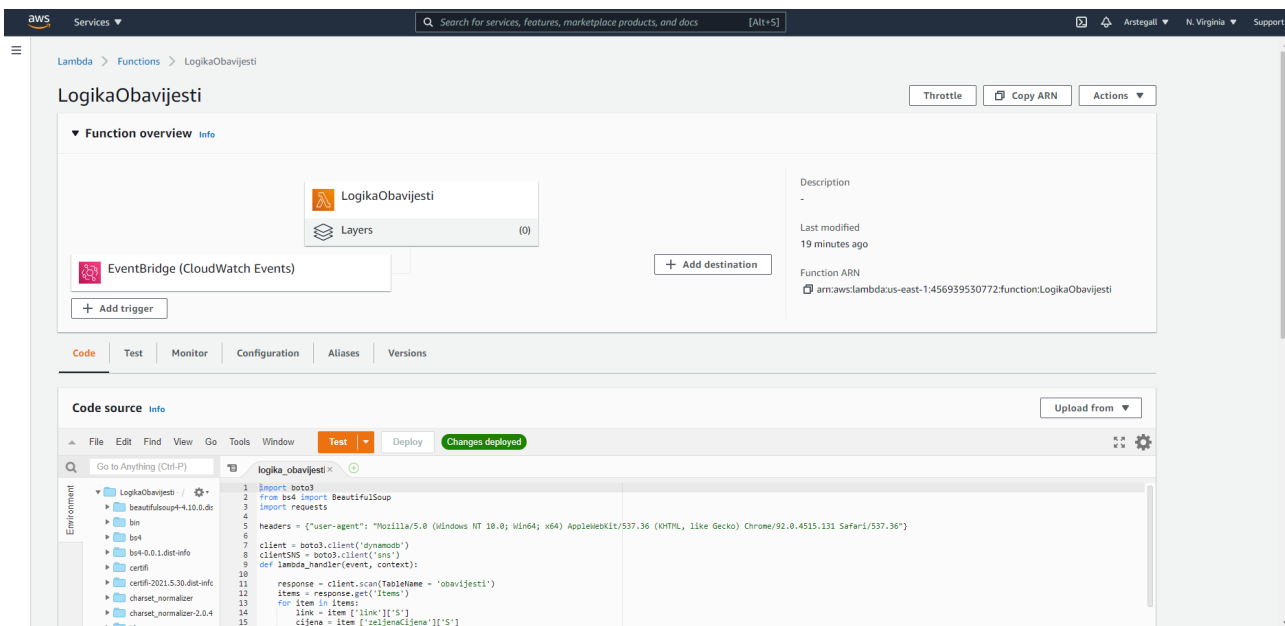 aws Services ▼ Search for services, features, marketplace products, and docs [Alt+S] Arstegall ▼ N. Virginia ▼ Support
Lambda > Functions > LogikaObavijesti
LogikaObavijesti
Throttle Copy ARN Actions ▼
▼ Function overview Info
LogikaObavijesti
Layers (0)
EventBridge (CloudWatch Events)
+ Add trigger
+ Add destination
Description
-
Last modified
19 minutes ago
Function ARN
arn:aws:lambda:us-east-1:456939530772:function:LogikaObavijesti
Code Test Monitor Configuration Aliases Versions
Code source Info
Upload from ▼
File Edit Find View Go Tools Window Test Deploy Changes deployed
Go to Anything (Ctrl-P)
logika_obavijesti ×
Environment
LogikaObavijesti - /
beautifulsoup4-4.10.0.dis
bin
bs4
bs4-0.0.1.dist-info
certifi
certifi-2021.5.30.dist-info
charset_normalizer
charset_normalizer-2.0.4
1 import boto3
2 from bs4 import BeautifulSoup
3 import requests
4
5 headers = {"user-agent": "Mozilla/5.0 (Windows NT 10.0; Win64; x64) AppleWebKit/537.36 (KHTML, like Gecko) Chrome/92.0.4515.131 Safari/537.36"}
6
7 client = boto3.client('dynamodb')
8 clientSNS = boto3.client('sns')
9 def lambda_handler(event, context):
10
11 response = client.scan(TableName = 'obavijesti')
12 items = response.get('Items')
13 for item in items:
14 link = item ['link']['S']
15 cijena = item ['zeljenaCijena']['S']